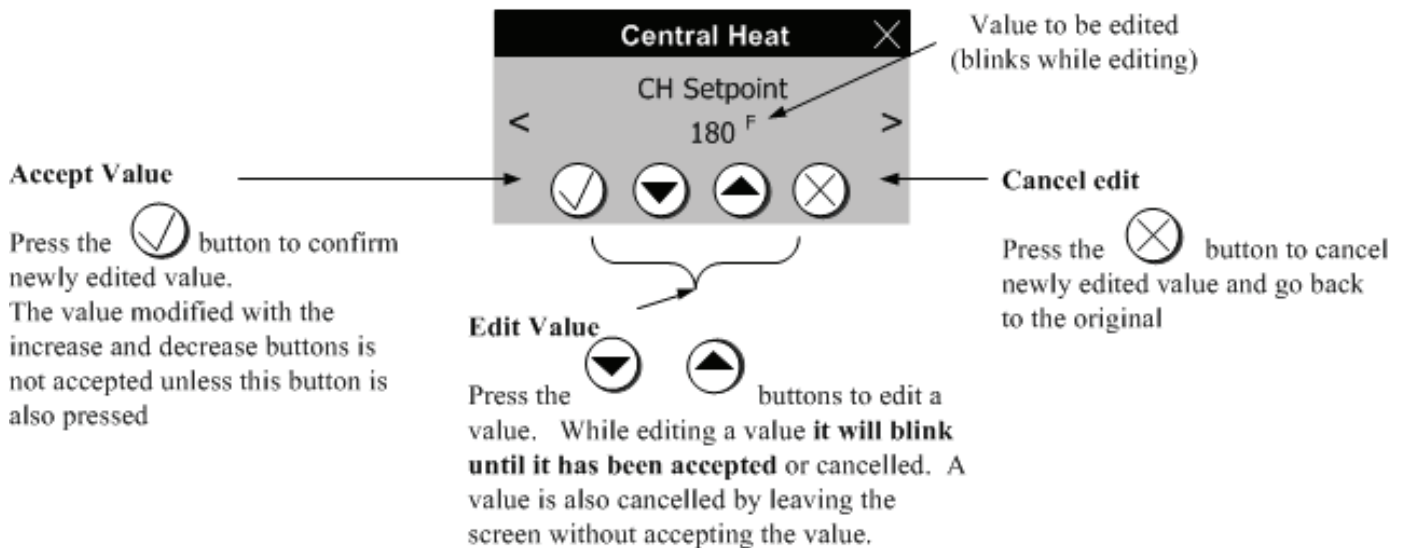 Central Heat
CH Setpoint
< 180 F >
Value to be edited
(blinks while editing)
Accept Value
Press the button to confirm
newly edited value.
The value modified with the
increase and decrease buttons is
not accepted unless this button is
also pressed
Edit Value
Press the buttons to edit a
value. While editing a value it will blink
until it has been accepted or cancelled. A
value is also cancelled by leaving the
screen without accepting the value.
Cancel edit
Press the button to cancel
newly edited value and go back
to the original